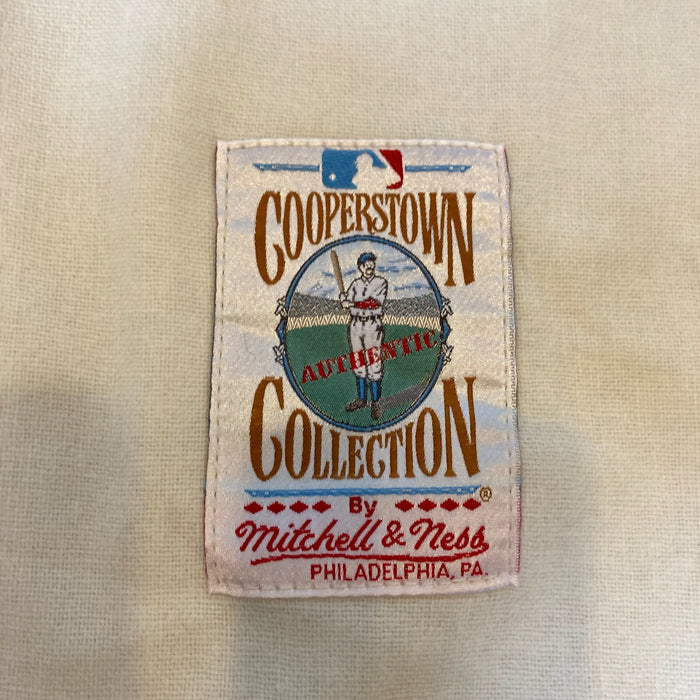 COOPERSTOWN
AUTHENTIC
COLLECTION
®
By
Mitchell & Ness
PHILADELPHIA, PA.